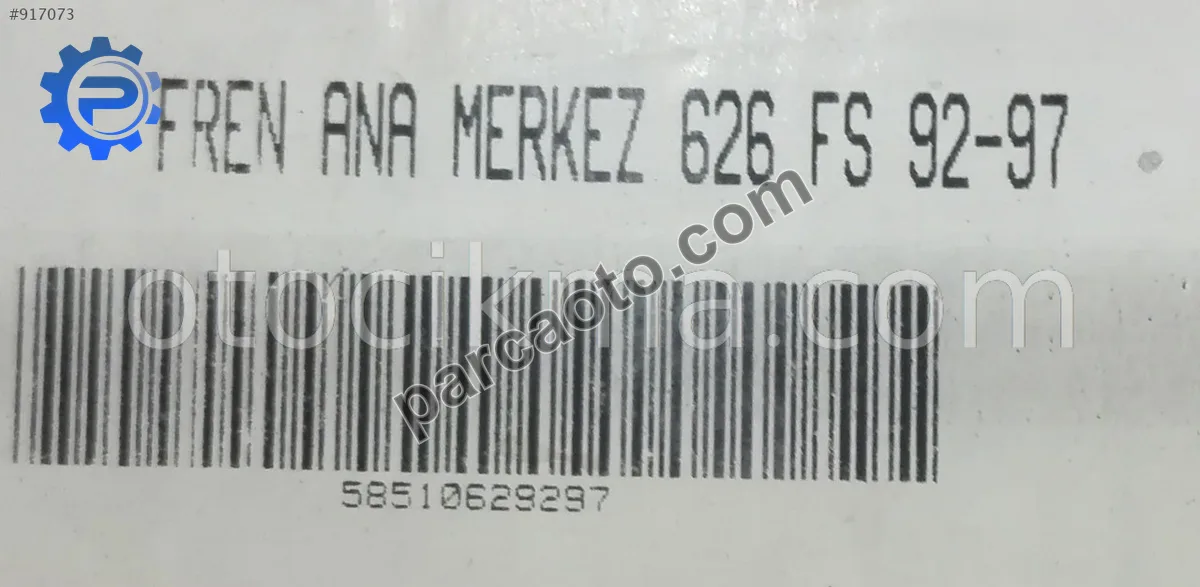 #917073
FREN ANA MERKEZ 626 FS 92-97
otocikma.com
parcaoto.com
58510629297